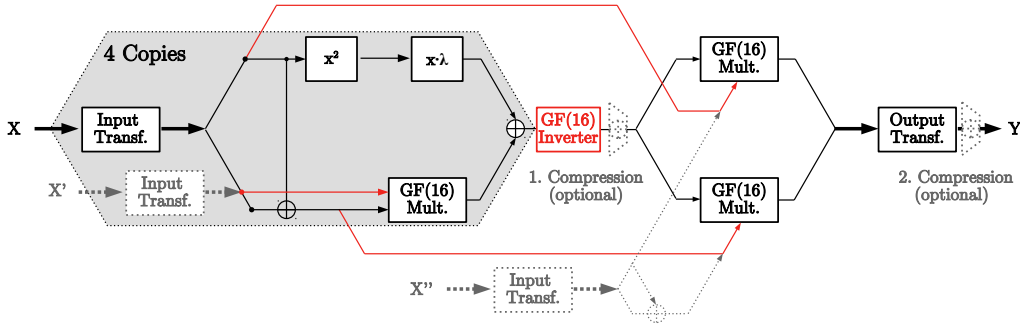 4 Copies
x²
x·λ
GF(16)
Mult.
X
Input
Transf.
GF(16)
Inverter
Output
Transf.
Y
X'
Input
Transf.
GF(16)
Mult.
1. Compression
(optional)
GF(16)
Mult.
2. Compression
(optional)
X''
Input
Transf.